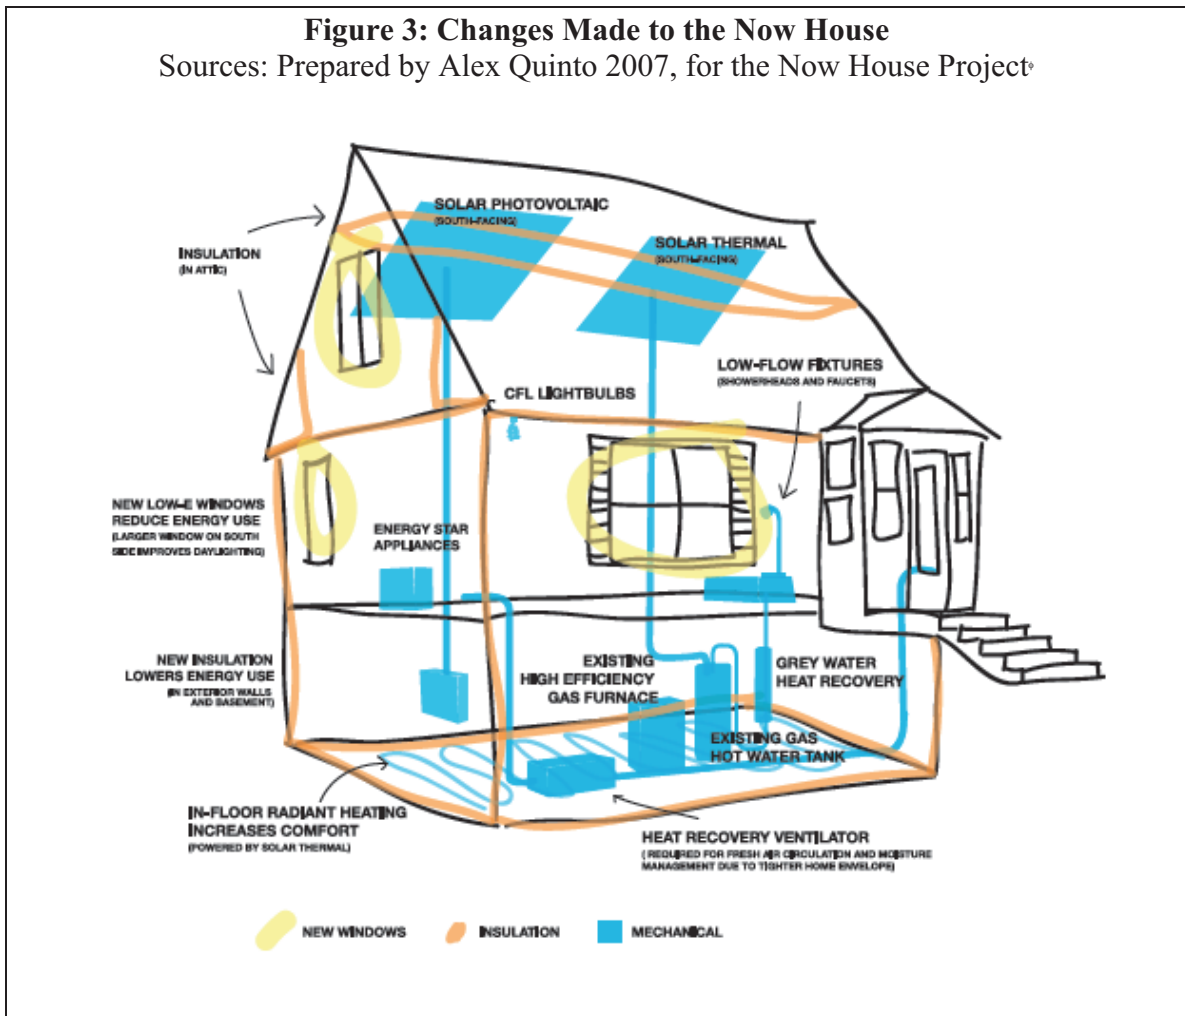 Figure 3: Changes Made to the Now House
Sources: Prepared by Alex Quinto 2007, for the Now House Project
SOLAR PHOTOVOLTAIC
(SOUTH-FACING)
SOLAR THERMAL
(SOUTH-FACING)
INSULATION
(IN ATTIC)
LOW-FLOW FIXTURES
(SHOWERHEADS AND FAUCETS)
CFL LIGHTBULBS
NEW LOW-E WINDOWS
REDUCE ENERGY USE
(LARGER WINDOW ON SOUTH
SIDE IMPROVES DAYLIGHTING)
ENERGY STAR
APPLIANCES
NEW INSULATION
LOWERS ENERGY USE
(IN EXTERIOR WALLS
AND BASEMENT)
EXISTING
HIGH EFFICIENCY
GAS FURNACE
GREY WATER
HEAT RECOVERY
EXISTING GAS
HOT WATER TANK
IN-FLOOR RADIANT HEATING
INCREASES COMFORT
(POWERED BY SOLAR THERMAL)
HEAT RECOVERY VENTILATOR
( REQUIRED FOR FRESH AIR CIRCULATION AND MOISTURE
MANAGEMENT DUE TO TIGHTER HOME ENVELOPE)
NEW WINDOWS
INSULATION
MECHANICAL